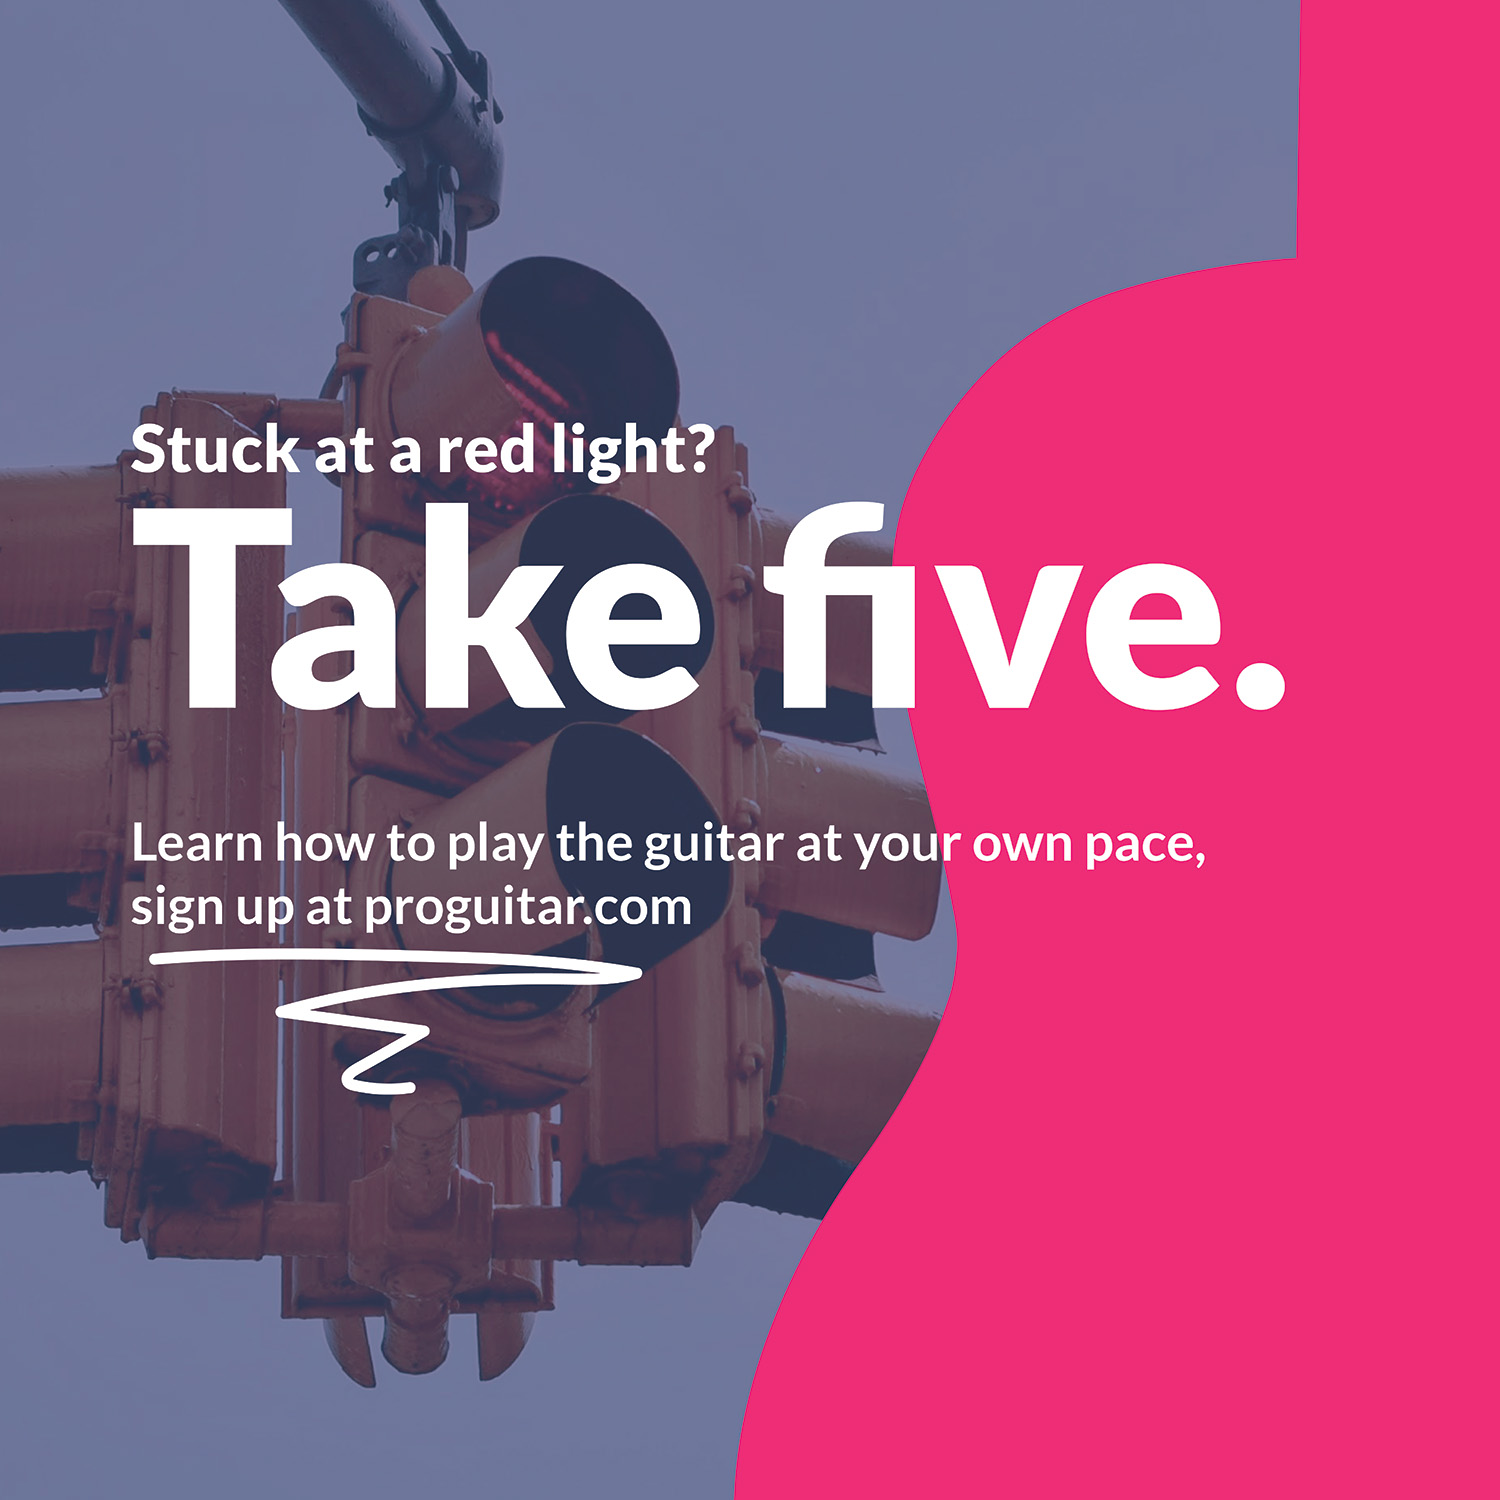 Stuck at a red light?
Take five.
Learn how to play the guitar at your own pace,
sign up at proguitar.com